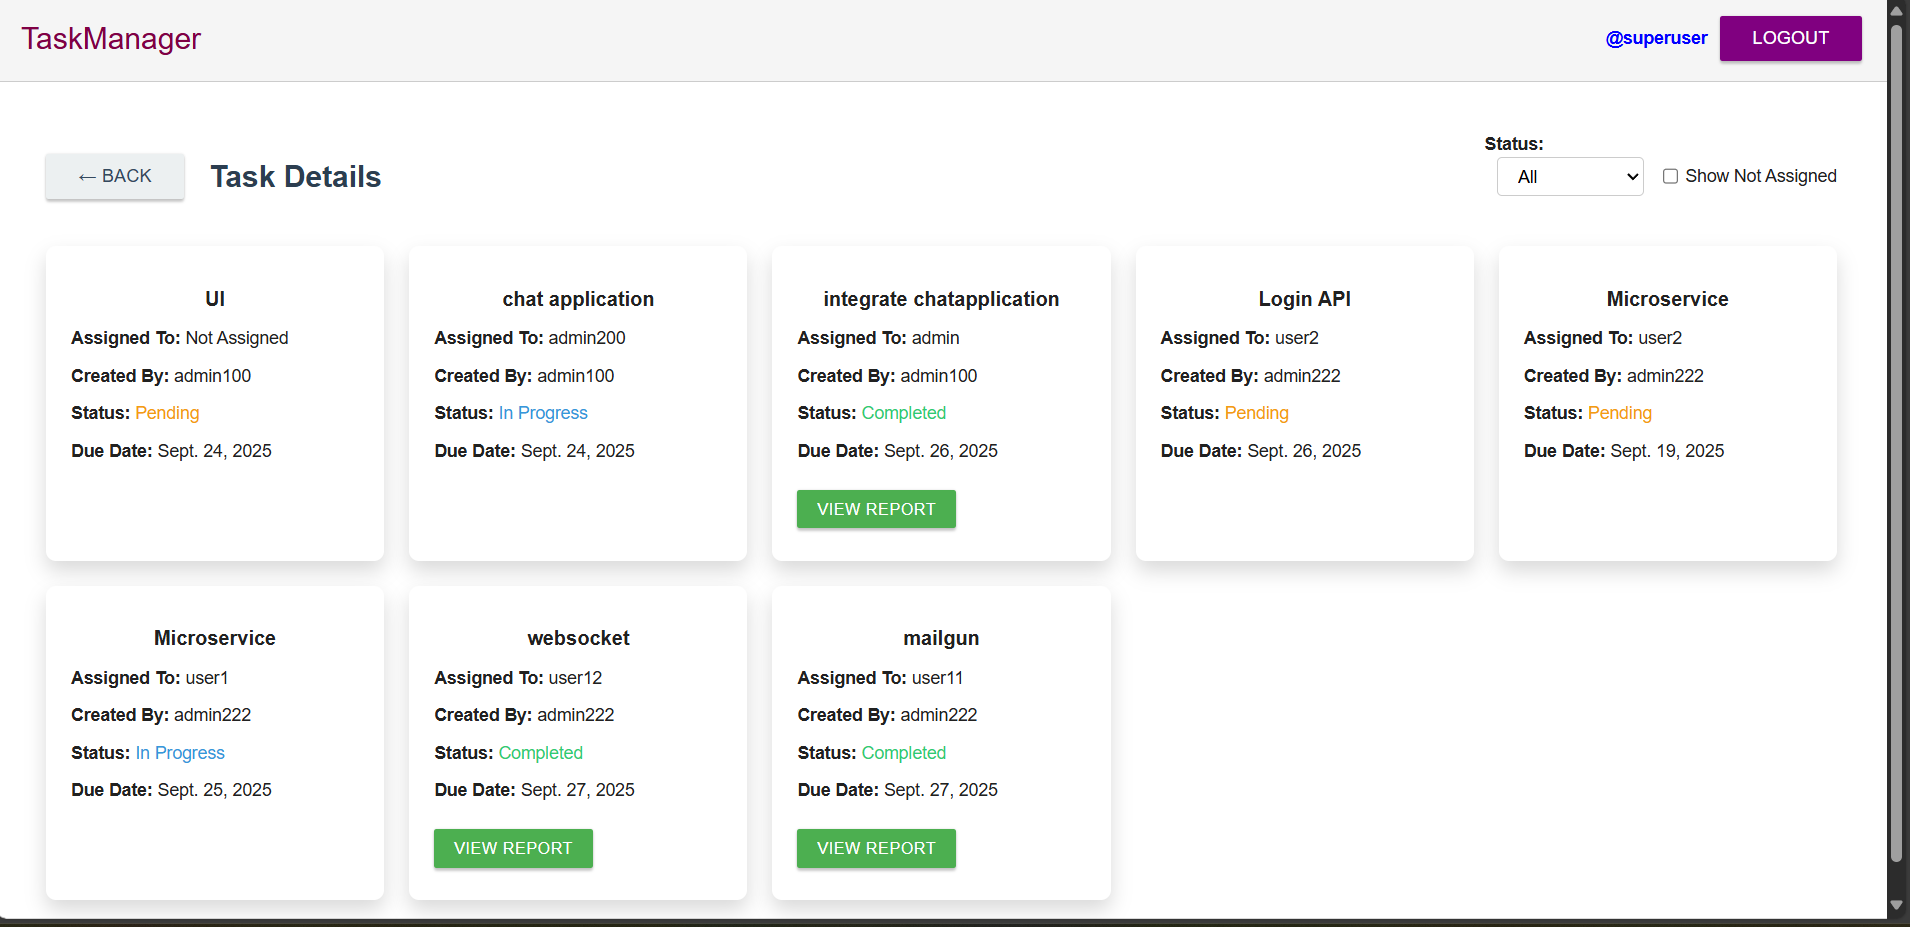 TaskManager
@superuser
LOGOUT
← BACK
Task Details
Status:
All
Show Not Assigned
UI
Assigned To: Not Assigned
Created By: admin100
Status: Pending
Due Date: Sept. 24, 2025
chat application
Assigned To: admin200
Created By: admin100
Status: In Progress
Due Date: Sept. 24, 2025
integrate chatapplication
Assigned To: admin
Created By: admin100
Status: Completed
Due Date: Sept. 26, 2025
VIEW REPORT
Login API
Assigned To: user2
Created By: admin222
Status: Pending
Due Date: Sept. 26, 2025
Microservice
Assigned To: user2
Created By: admin222
Status: Pending
Due Date: Sept. 19, 2025
Microservice
Assigned To: user1
Created By: admin222
Status: In Progress
Due Date: Sept. 25, 2025
websocket
Assigned To: user12
Created By: admin222
Status: Completed
Due Date: Sept. 27, 2025
VIEW REPORT
mailgun
Assigned To: user11
Created By: admin222
Status: Completed
Due Date: Sept. 27, 2025
VIEW REPORT